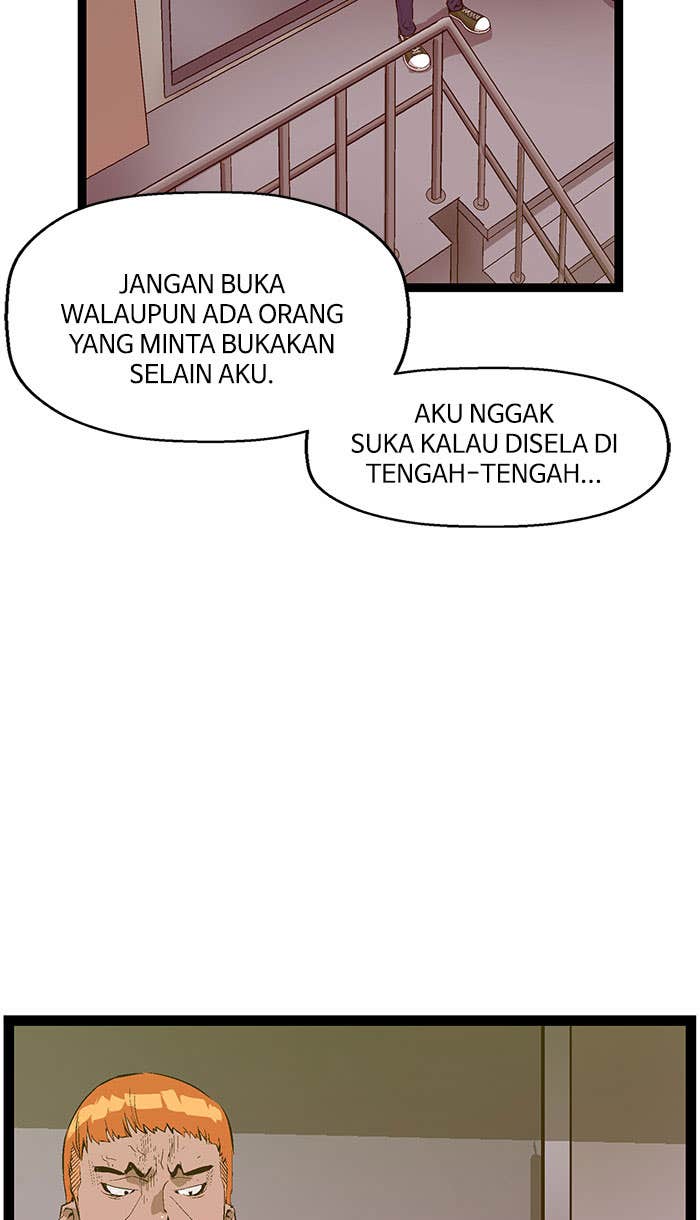 JANGAN BUKA
WALAUPUN ADA ORANG
YANG MINTA BUKAKAN
SELAIN AKU.
AKU NGGAK
SUKA KALAU DISELA DI
TENGAH-TENGAH...